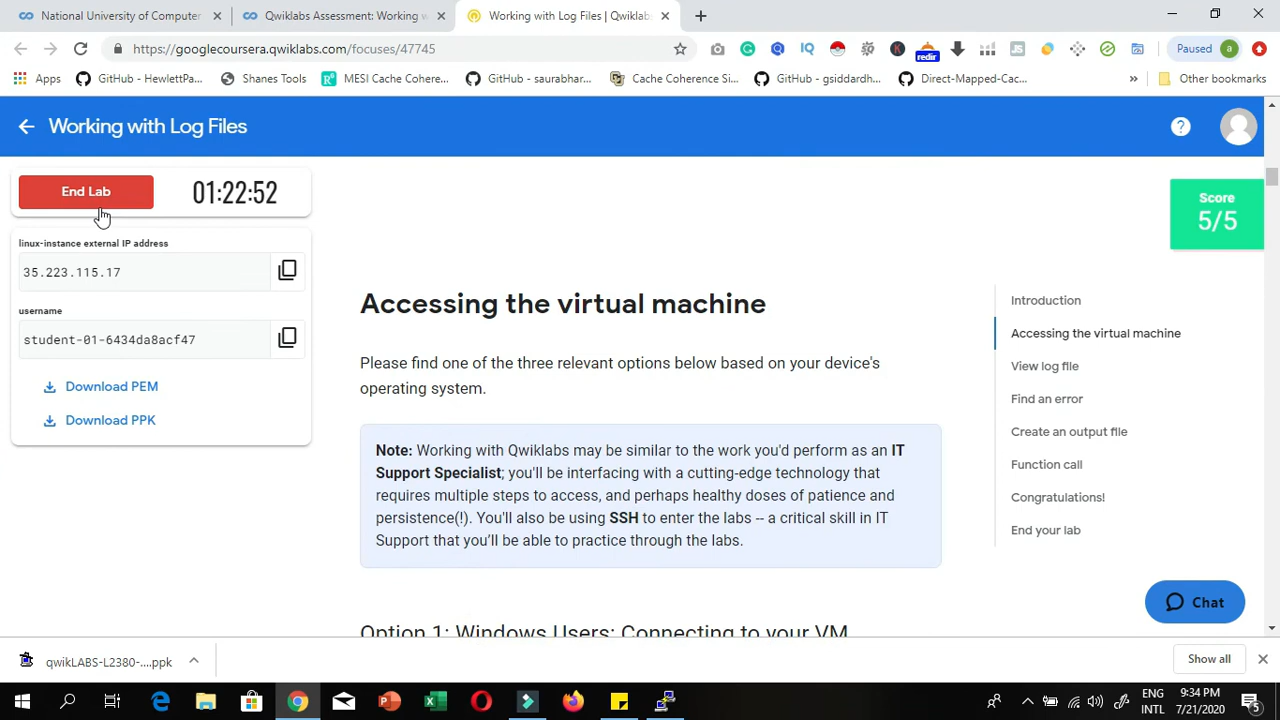 National University of Computer
Qwiklabs Assessment: Working w
Working with Log Files | Qwiklabs
https://googlecoursera.qwiklabs.com/focuses/47745
redir
Paused
a
Apps
GitHub - HewlettPa...
Shanes Tools
MESI Cache Cohere...
GitHub - saurabhar...
Cache Coherence Si...
GitHub - gsiddardh...
Direct-Mapped-Cac...
»
Other bookmarks
Working with Log Files
End Lab
01:22:52
Score
5/5
linux-instance external IP address
35.223.115.17
username
student-01-6434da8acf47
Download PEM
Download PPK
Accessing the virtual machine
Please find one of the three relevant options below based on your device's
operating system.
Note: Working with Qwiklabs may be similar to the work you'd perform as an IT
Support Specialist; you'll be interfacing with a cutting-edge technology that
requires multiple steps to access, and perhaps healthy doses of patience and
persistence(!). You'll also be using SSH to enter the labs -- a critical skill in IT
Support that you'll be able to practice through the labs.
Option 1: Windows Users: Connecting to your VM
Introduction
Accessing the virtual machine
View log file
Find an error
Create an output file
Function call
Congratulations!
End your lab
Chat
qwikLABS-L2380-....ppk
Show all
ENG
INTL
9:34 PM
7/21/2020
5